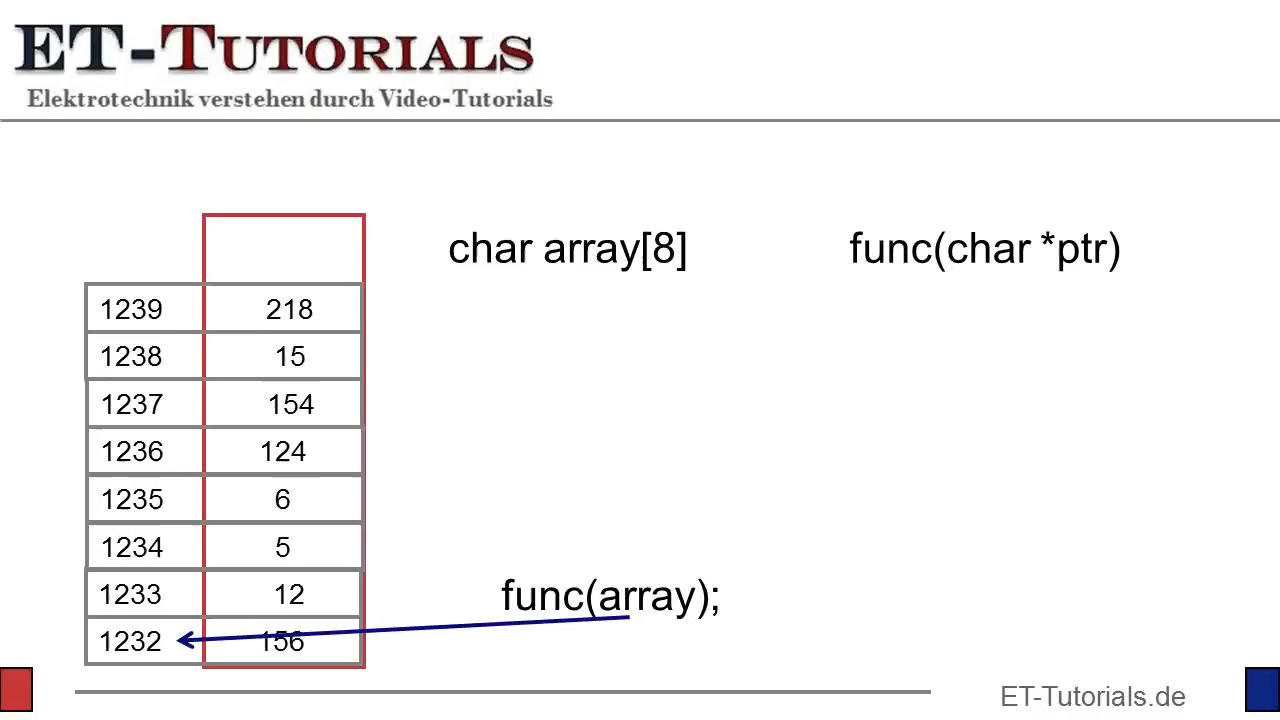 ET-Tutorials
Elektrotechnik verstehen durch Video-Tutorials
char array[8] func(char *ptr)
1239 218
1238 15
1237 154
1236 124
1235 6
1234 5
1233 12
func(array);
1232 156
ET-Tutorials.de